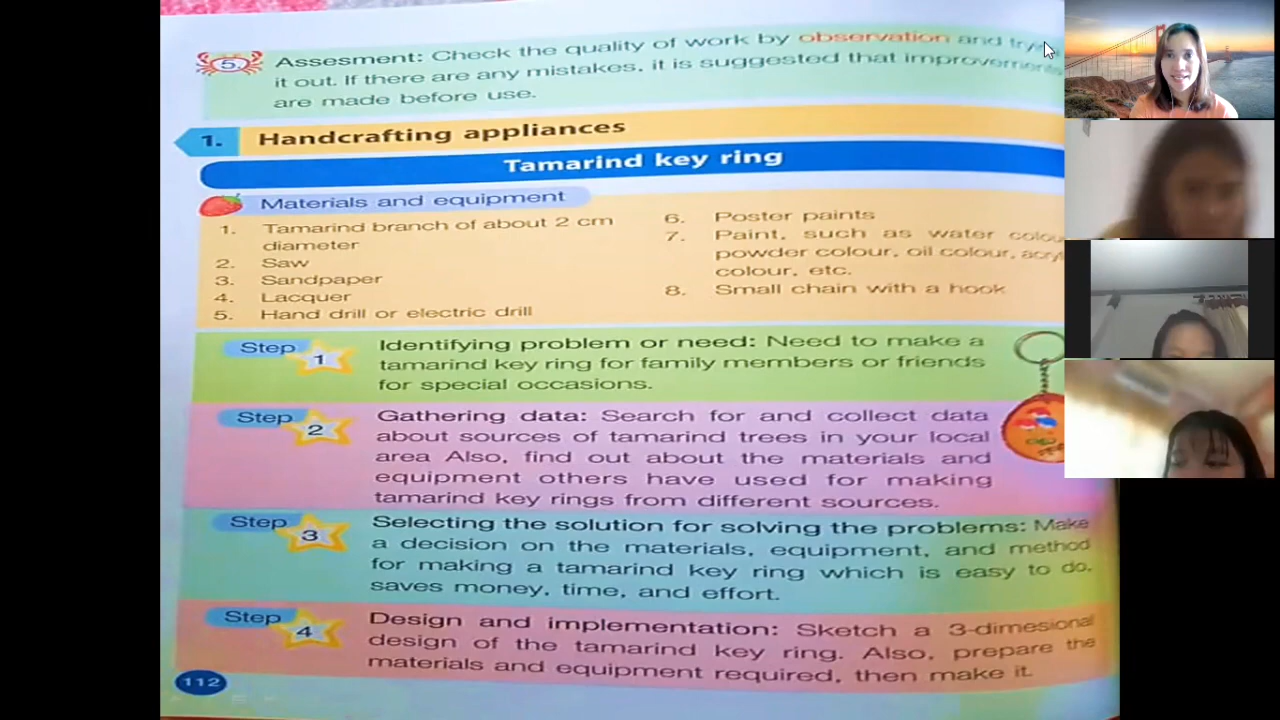 5. Assesment: Check the quality of work by observation and try
it out. If there are any mistakes, it is suggested that improvements
are made before use.
1. Handcrafting appliances
Tamarind key ring
Materials and equipment
1. Tamarind branch of about 2 cm
diameter
2. Saw
3. Sandpaper
4. Lacquer
5. Hand drill or electric drill
6. Poster paints
7. Paint, such as water colou
powder colour, oil colour, acryl
colour, etc.
8. Small chain with a hook
Step 1 Identifying problem or need: Need to make a
tamarind key ring for family members or friends
for special occasions.
Step 2 Gathering data: Search for and collect data
about sources of tamarind trees in your local
area Also, find out about the materials and
equipment others have used for making
tamarind key rings from different sources.
Step 3 Selecting the solution for solving the problems: Make
a decision on the materials, equipment, and method
for making a tamarind key ring which is easy to do,
saves money, time, and effort.
Step 4 Design and implementation: Sketch a 3-dimesional
design of the tamarind key ring. Also, prepare the
materials and equipment required, then make it.
112